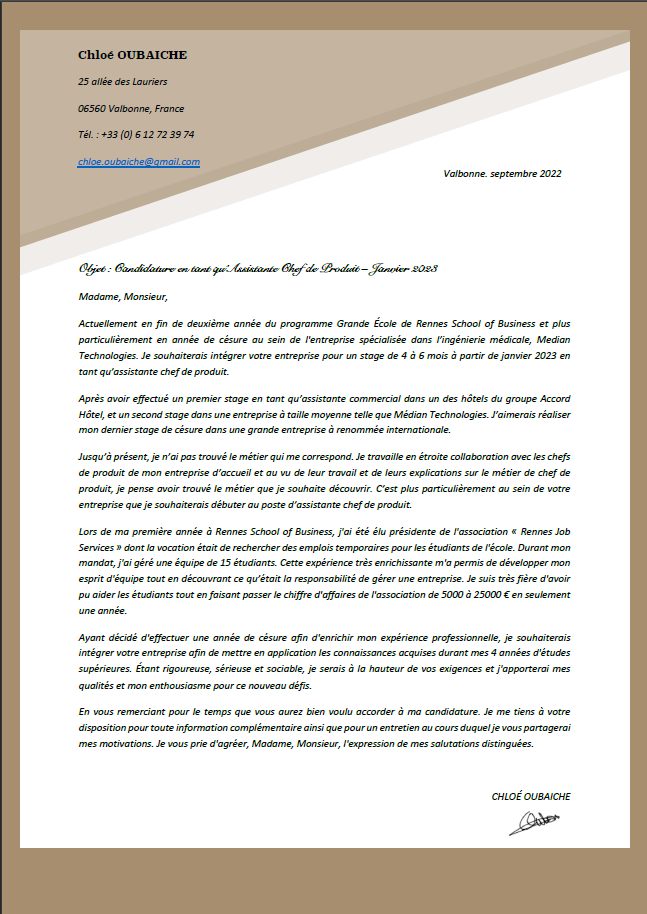 Chloé OUBAICHE
25 allée des Lauriers
06560 Valbonne, France
Tél. : +33 (0) 6 12 72 39 74
chloe.oubaiche@gmail.com
Valbonne. septembre 2022
Objet : Candidature en tant qu'Assistante Chef de Produit – Janvier 2023
Madame, Monsieur,
Actuellement en fin de deuxième année du programme Grande École de Rennes School of Business et plus
particulièrement en année de césure au sein de l'entreprise spécialisée dans l'ingénierie médicale, Median
Technologies. Je souhaiterais intégrer votre entreprise pour un stage de 4 à 6 mois à partir de janvier 2023 en
tant qu'assistante chef de produit.
Après avoir effectué un premier stage en tant qu'assistante commercial dans un des hôtels du groupe Accord
Hôtel, et un second stage dans une entreprise à taille moyenne telle que Médian Technologies. J'aimerais réaliser
mon dernier stage de césure dans une grande entreprise à renommée internationale.
Jusqu'à présent, je n'ai pas trouvé le métier qui me correspond. Je travaille en étroite collaboration avec les chefs
de produit de mon entreprise d'accueil et au vu de leur travail et de leurs explications sur le métier de chef de
produit, je pense avoir trouvé le métier que je souhaite découvrir. C'est plus particulièrement au sein de votre
entreprise que je souhaiterais débuter au poste d'assistante chef de produit.
Lors de ma première année à Rennes School of Business, j'ai été élu présidente de l'association « Rennes Job
Services » dont la vocation était de rechercher des emplois temporaires pour les étudiants de l'école. Durant mon
mandat, j'ai géré une équipe de 15 étudiants. Cette expérience très enrichissante m'a permis de développer mon
esprit d'équipe tout en découvrant ce qu'était la responsabilité de gérer une entreprise. Je suis très fière d'avoir
pu aider les étudiants tout en faisant passer le chiffre d'affaires de l'association de 5000 à 25000 € en seulement
une année.
Ayant décidé d'effectuer une année de césure afin d'enrichir mon expérience professionnelle, je souhaiterais
intégrer votre entreprise afin de mettre en application les connaissances acquises durant mes 4 années d'études
supérieures. Étant rigoureuse, sérieuse et sociable, je serais à la hauteur de vos exigences et j'apporterai mes
qualités et mon enthousiasme pour ce nouveau défis.
En vous remerciant pour le temps que vous aurez bien voulu accorder à ma candidature. Je me tiens à votre
disposition pour toute information complémentaire ainsi que pour un entretien au cours duquel je vous partagerai
mes motivations. Je vous prie d'agréer, Madame, Monsieur, l'expression de mes salutations distinguées.
CHLOÉ OUBAICHE